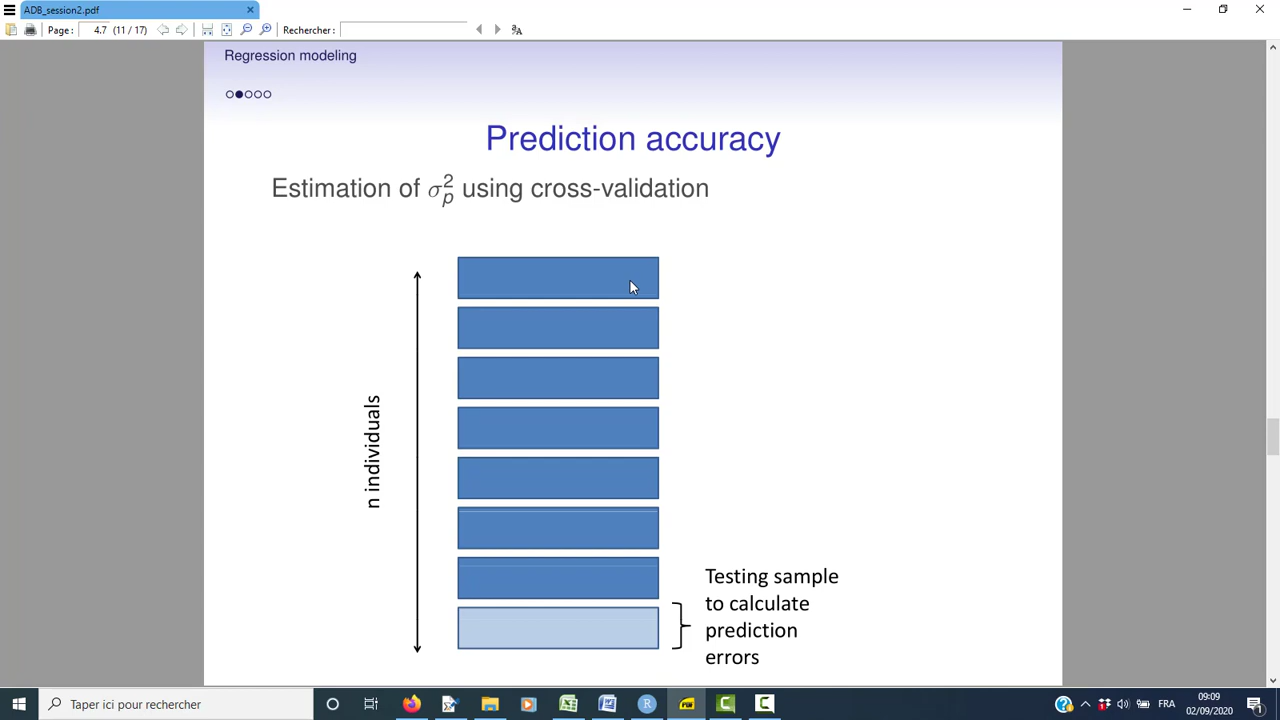 ADB_session2.pdf
Page : 4.7 (11 / 17) Rechercher :
Regression modeling
Prediction accuracy
Estimation of σ²ₚ using cross-validation
n individuals
Testing sample
to calculate
prediction
errors
Taper ici pour rechercher
FRA
09:09
02/09/2020